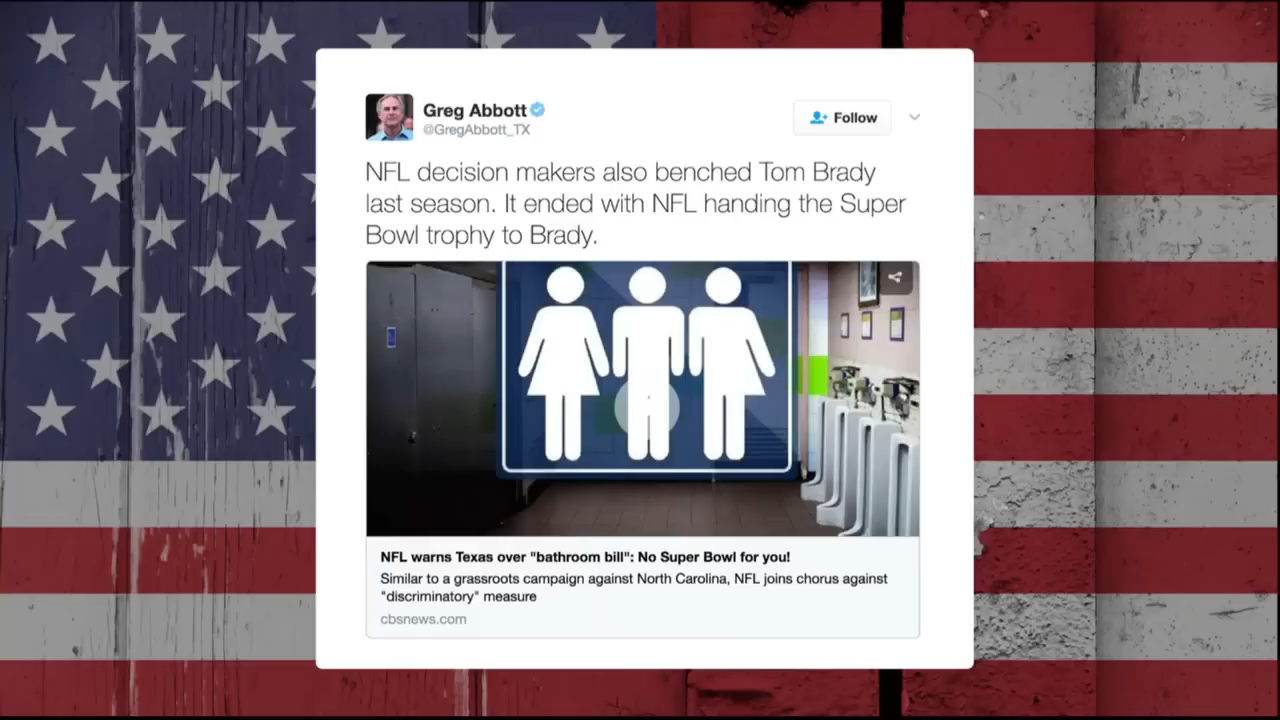 Greg Abbott
@GregAbbott_TX
Follow
NFL decision makers also benched Tom Brady
last season. It ended with NFL handing the Super
Bowl trophy to Brady.
NFL warns Texas over "bathroom bill": No Super Bowl for you!
Similar to a grassroots campaign against North Carolina, NFL joins chorus against
"discriminatory" measure
cbsnews.com